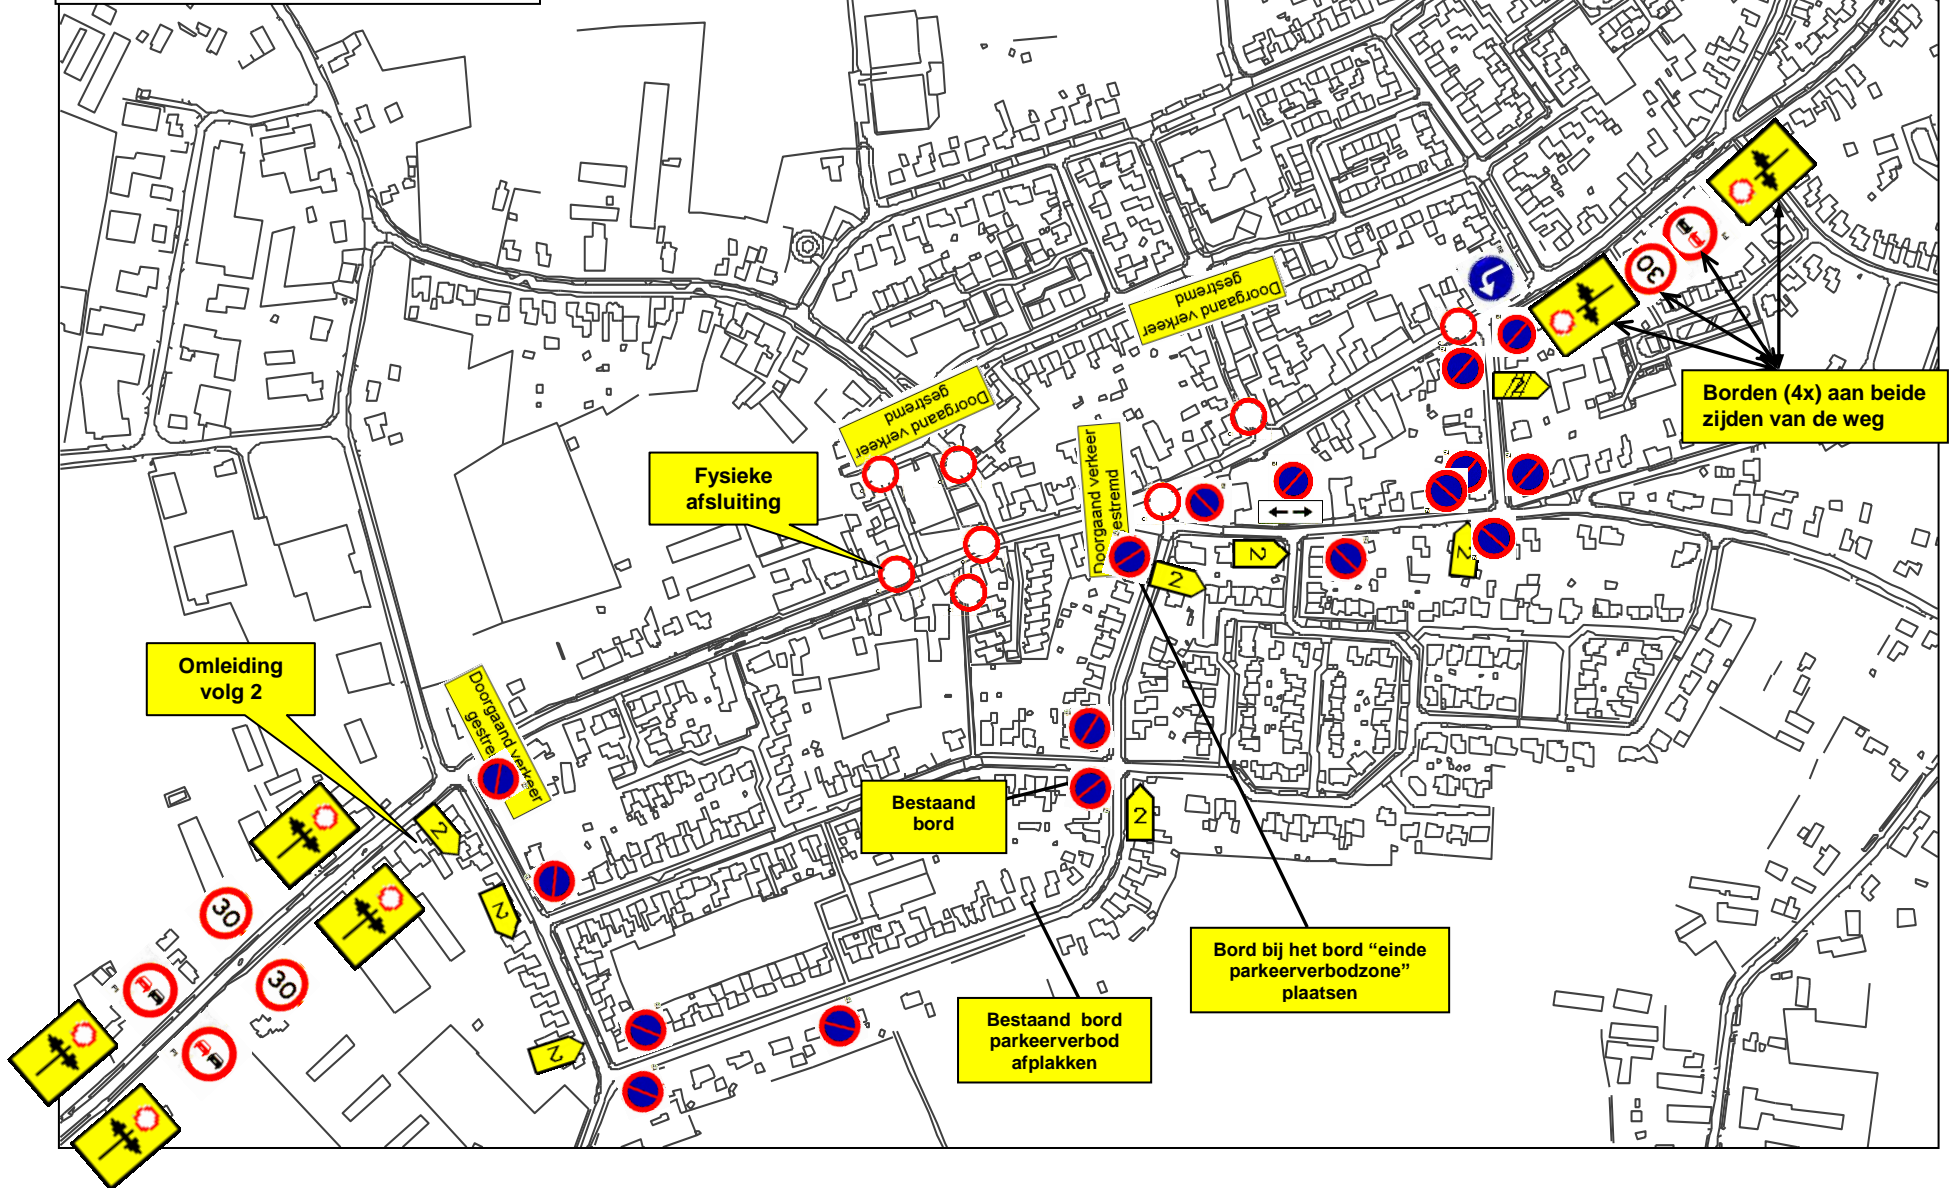 Doorgaand verkeer
gestremd
30
Borden (4x) aan beide
zijden van de weg
2
Doorgaand verkeer
gestremd
Fysieke
afsluiting
Doorgaand verkeer
gestremd
2
2
2
Omleiding
volg 2
Doorgaand verkeer
gestre
Bestaand
bord
2
2
2
30
30
2
Bord bij het bord “einde
parkeerverbodzone”
plaatsen
Bestaand bord
parkeerverbod
afplakken